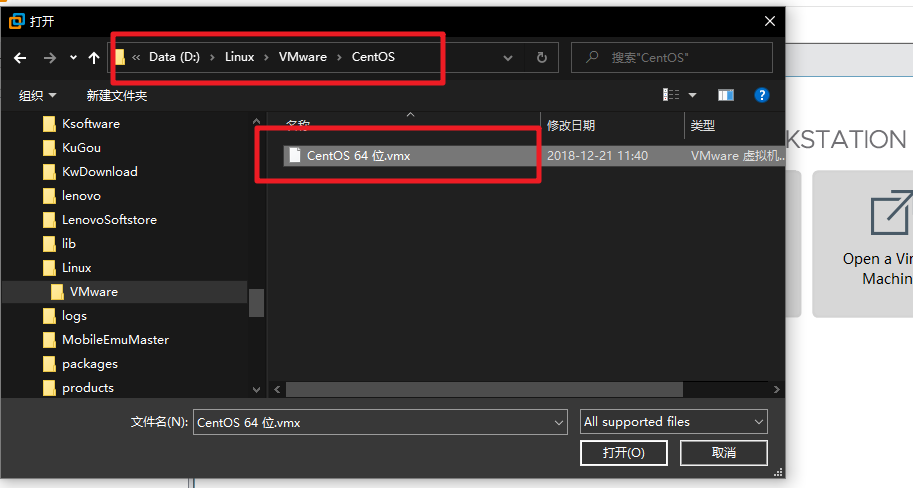 打开
« Data (D:) › Linux › VMware › CentOS
搜索"CentOS"
组织 新建文件夹
名称 修改日期 类型
CentOS 64 位.vmx 2018-12-21 11:40 VMware 虚拟机...
Ksoftware
KuGou
KwDownload
lenovo
LenovoSoftstore
lib
Linux
VMware
logs
MobileEmuMaster
packages
products
文件名(N): CentOS 64 位.vmx All supported files
打开(O) 取消
KSTATION
Open a Vir
Machin